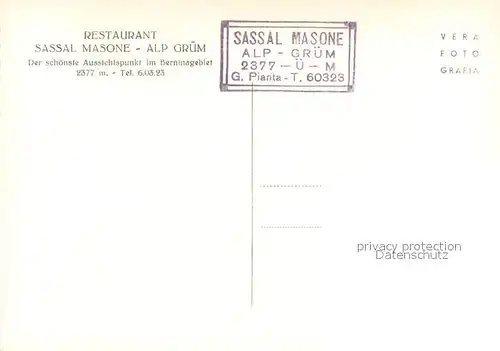 RESTAURANT
SASSAL MASONE - ALP GRÜM
Der schönste Aussichtspunkt im Berninagebiet
2377 m. - Tel. 6.03.23
SASSAL MASONE
ALP - GRÜM
2377 - Ü - M
G. Pianta - T. 60323
VERA
FOTO
GRAFIA
privacy protection
Datenschutz